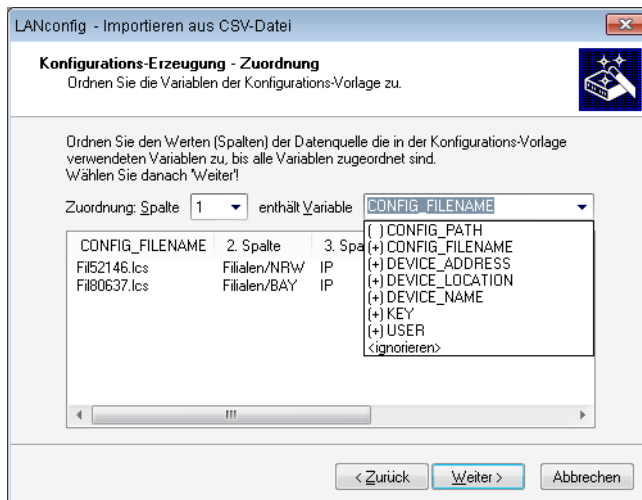 LANconfig - Importieren aus CSV-Datei
Konfigurations-Erzeugung - Zuordnung
Ordnen Sie die Variablen der Konfigurations-Vorlage zu.
Ordnen Sie den Werten (Spalten) der Datenquelle die in der Konfigurations-Vorlage
verwendeten Variablen zu, bis alle Variablen zugeordnet sind.
Wählen Sie danach 'Weiter'!
Zuordnung: Spalte 1 enthält Variable CONFIG_FILENAME
( ) CONFIG_PATH
(+) CONFIG_FILENAME
(+) DEVICE_ADDRESS
(+) DEVICE_LOCATION
(+) DEVICE_NAME
(+) KEY
(+) USER
<ignorieren>
CONFIG_FILENAME 2. Spalte 3. Spa
Fil52146.lcs Filialen/NRW IP
Fil80637.lcs Filialen/BAY IP
< Zurück Weiter > Abbrechen